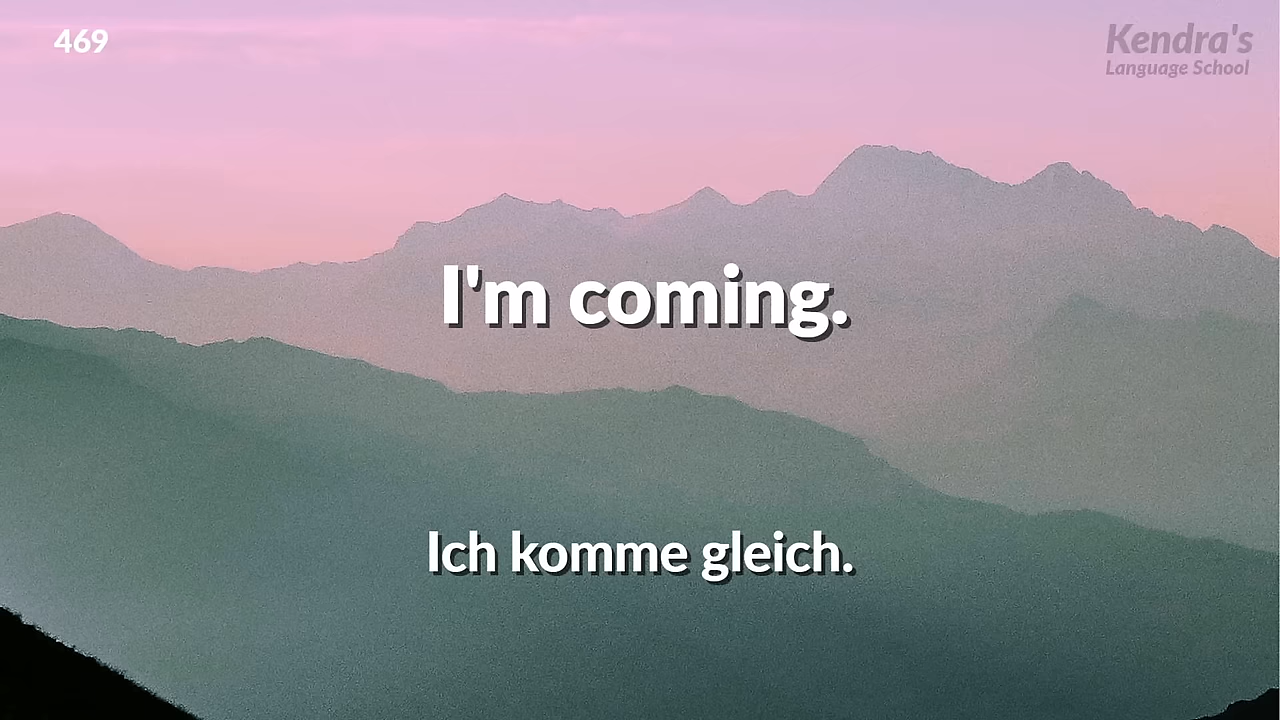 469
Kendra's
Language School
I'm coming.
Ich komme gleich.